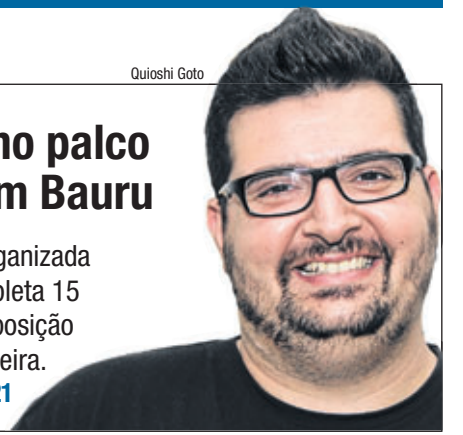 Quioshi Goto
no palco
m Bauru
ganizada
pleta 15
posição
eira.
21